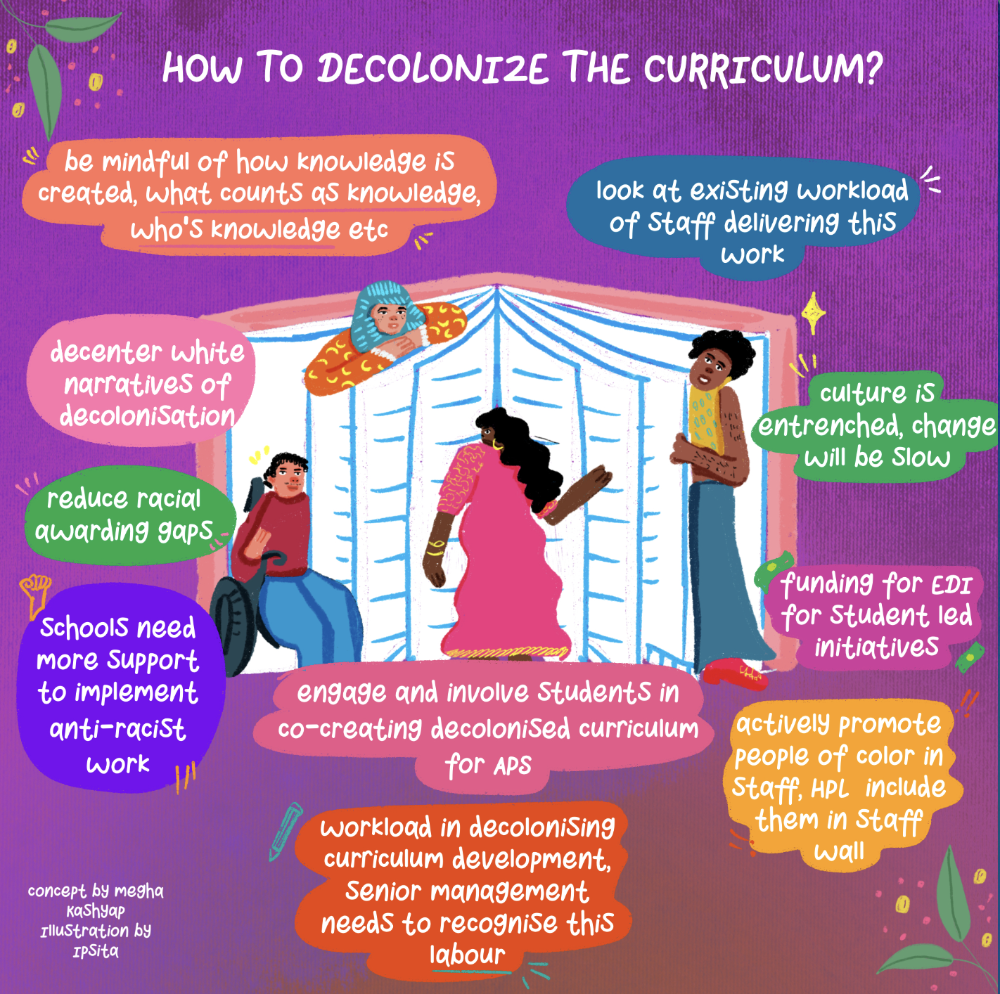 HOW TO DECOLONIZE THE CURRICULUM?
be mindful of how knowledge is
created, what counts as knowledge,
who's knowledge etc
look at existing workload
of staff delivering this
work
decenter white
narratives of
decolonisation
culture is
entrenched, change
will be slow
reduce racial
awarding gaps
funding for EDI
for student led
initiatives
schools need
more support
to implement
anti-racist
work
engage and involve students in
co-creating decolonised curriculum
for APS
actively promote
people of color in
staff, HPL include
them in staff
wall
workload in decolonising
curriculum development,
senior management
needs to recognise this
labour
concept by megha
kashyap
Illustration by
Ipsita